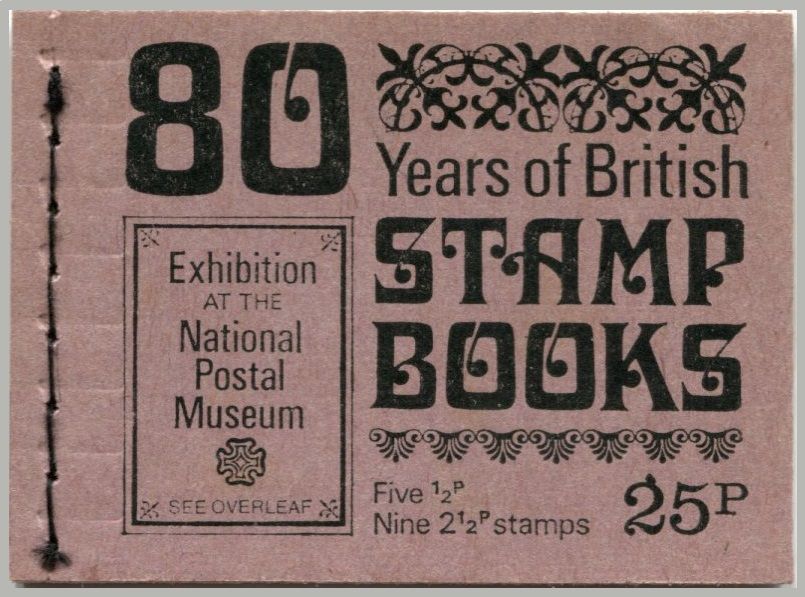 80
Years of British
STAMP
BOOKS
Exhibition
AT THE
National
Postal
Museum
SEE OVERLEAF
Five ½P
Nine 2½P stamps
25P